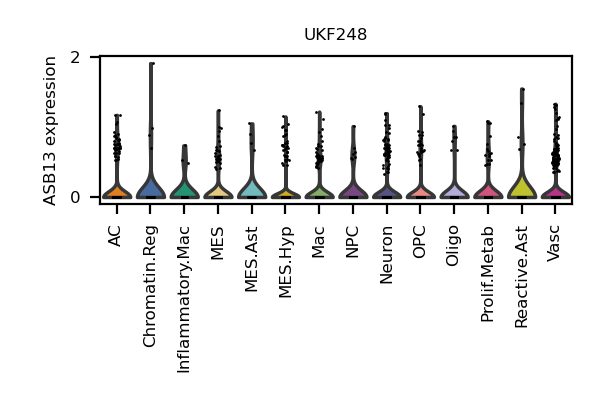 UKF248
ASB13 expression
2
0
AC
Chromatin.Reg
Inflammatory.Mac
MES
MES.Ast
MES.Hyp
Mac
NPC
Neuron
OPC
Oligo
Prolif.Metab
Reactive.Ast
Vasc